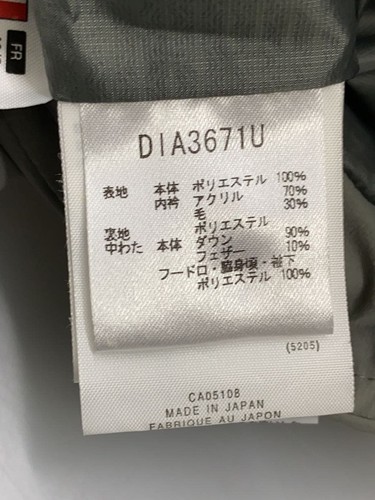 FR
DIA3671U
表地 本体 ポリエステル 100%
内衿 アクリル 70%
毛 30%
裏地 ポリエステル
中わた 本体 ダウン 90%
フェザー 10%
フードロ・脇身頃・袖下
ポリエステル 100%
(5205)
CA05108
MADE IN JAPAN
FABRIQUE AU JAPON